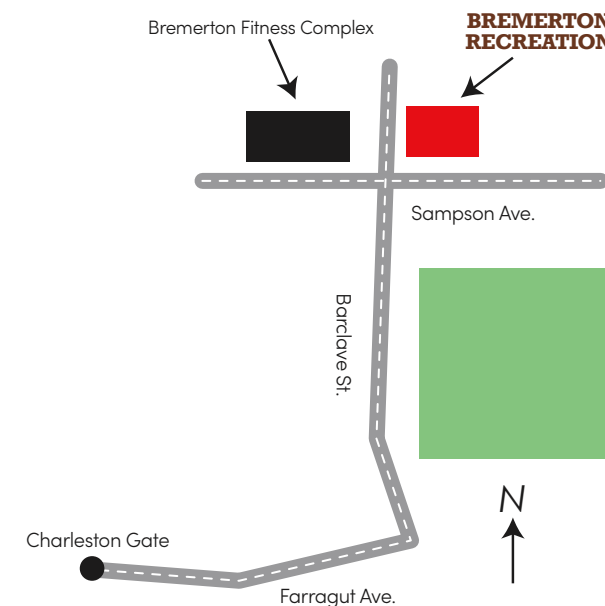 BREMERTON
RECREATION
Bremerton Fitness Complex
Sampson Ave.
Barclave St.
N
Charleston Gate
Farragut Ave.